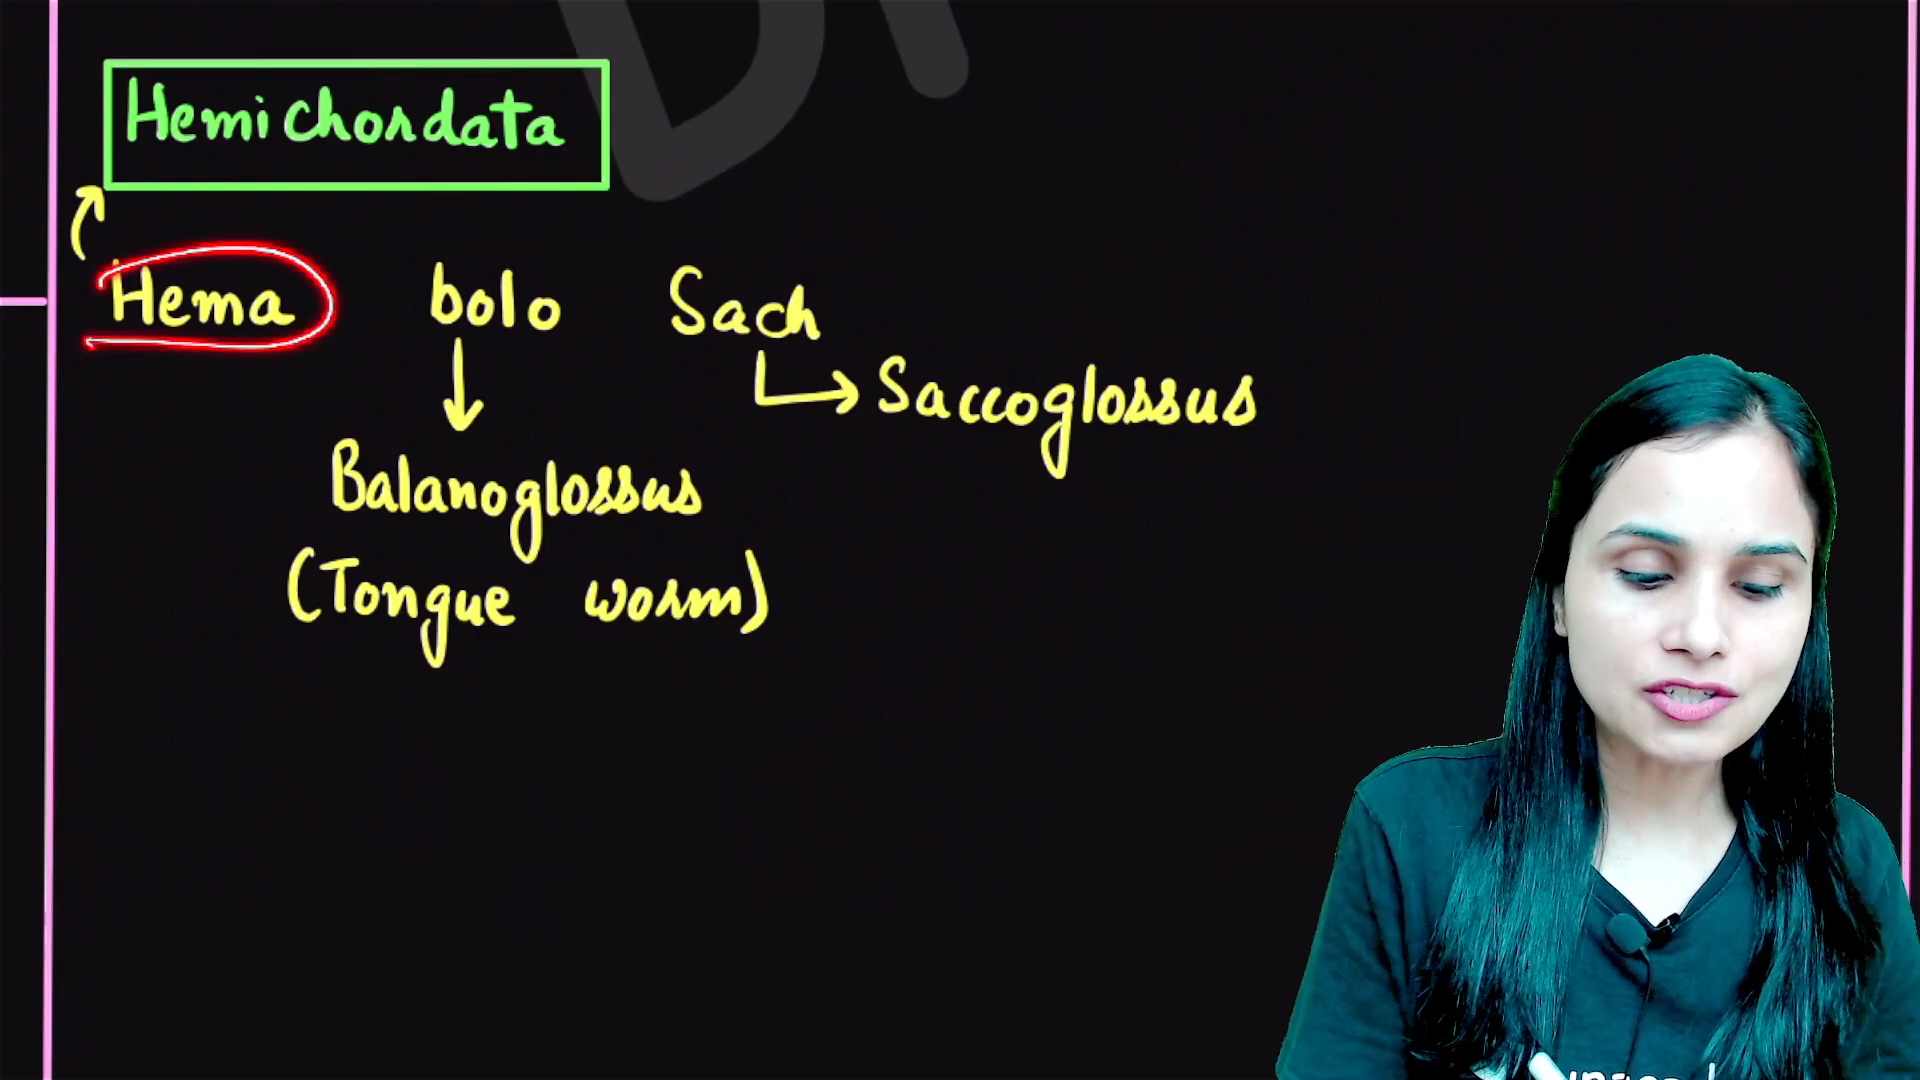 Hemichordata
Hema bolo Sach
Saccoglossus
Balanoglossus
(Tongue worm)